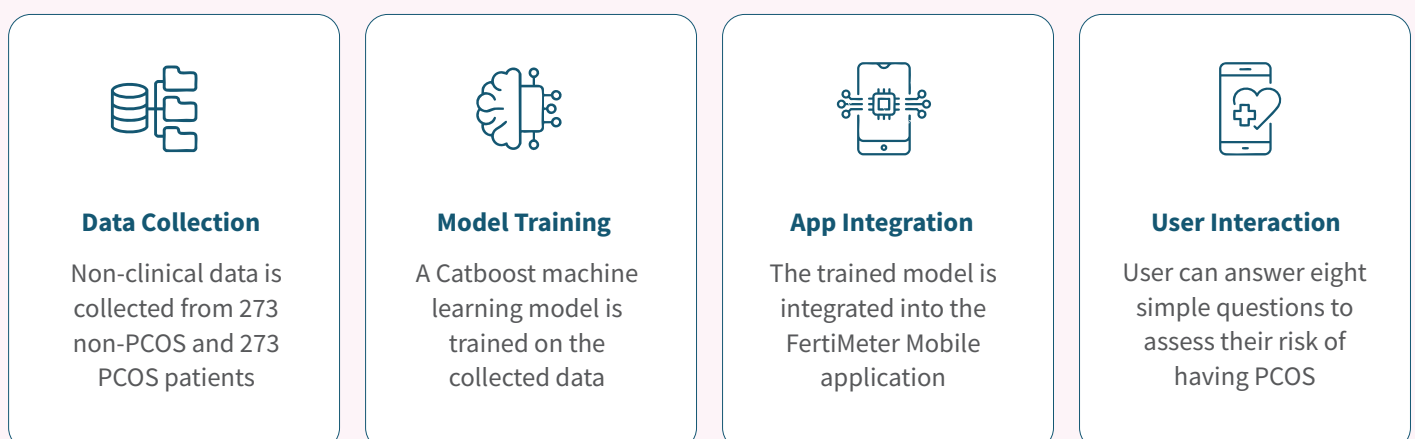 Data Collection
Non-clinical data is
collected from 273
non-PCOS and 273
PCOS patients
Model Training
A Catboost machine
learning model is
trained on the
collected data
App Integration
The trained model is
integrated into the
FertiMeter Mobile
application
User Interaction
User can answer eight
simple questions to
assess their risk of
having PCOS